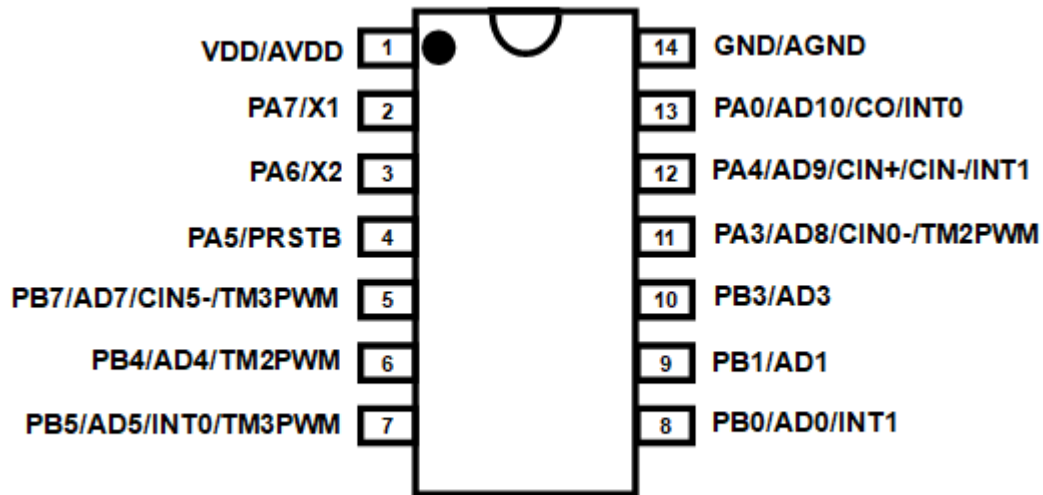 VDD/AVDD 1 14 GND/AGND
PA7/X1 2 13 PA0/AD10/CO/INT0
PA6/X2 3 12 PA4/AD9/CIN+/CIN-/INT1
PA5/PRSTB 4 11 PA3/AD8/CIN0-/TM2PWM
PB7/AD7/CIN5-/TM3PWM 5 10 PB3/AD3
PB4/AD4/TM2PWM 6 9 PB1/AD1
PB5/AD5/INT0/TM3PWM 7 8 PB0/AD0/INT1